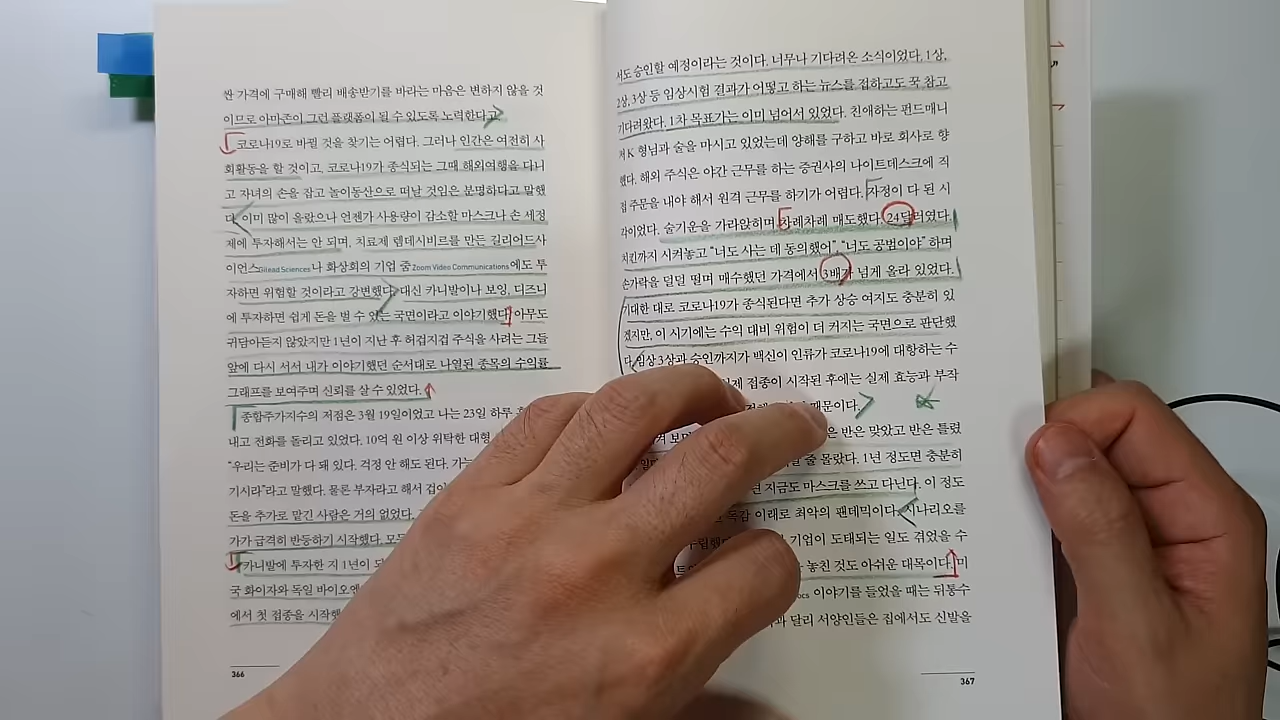 싼 가격에 구매해 빨리 배송받기를 바라는 마음은 변하지 않을 것
이므로 아마존이 그런 플랫폼이 될 수 있도록 노력한다.
코로나19로 바뀔 것을 찾기는 어렵다. 그러나 인간은 여전히 사
회활동을 할 것이고, 코로나19가 종식되는 그때 해외여행을 다니
고 자녀의 손을 잡고 놀이동산으로 떠날 것임은 분명하다고 말했
다. 이미 많이 올랐으나 언젠가 사용량이 감소할 마스크나 손 세정
제에 투자해서는 안 되며, 치료제 렘데시비르를 만든 길리어드사
이언스Gilead Sciences나 화상회의 기업 줌Zoom Video Communications에도 투
자하면 위험할 것이라고 강변했다. 대신 카니발이나 보잉, 디즈니
에 투자하면 쉽게 돈을 벌 수 있는 국면이라고 이야기했다. 아무도
귀담아듣지 않았지만 1년이 지난 후 허겁지겁 주식을 사려는 그들
앞에 다시 서서 내가 이야기했던 순서대로 나열된 종목의 수익률
그래프를 보여주며 신뢰를 살 수 있었다.
종합주가지수의 저점은 3월 19일이었고 나는 23일 하루
내고 전화를 돌리고 있었다. 10억 원 이상 위탁한 대형
“우리는 준비가 다 돼 있다. 걱정 안 해도 된다.
기시라”라고 말했다. 물론 부자라고 해서
돈을 추가로 맡긴 사람은 거의 없었다.
가가 급격히 반등하기 시작했다.
카니발에 투자한 지 1년이
국 화이자와 독일
에서 첫 접종을
366
서도 승인할 예정이라는 것이다. 너무나 기다려온 소식이었다. 1상,
2상, 3상 등 임상시험 결과가 어떻고 하는 뉴스를 접하고도 꾹 참고
기다려왔다. 1차 목표가는 이미 넘어서 있었다. 친애하는 펀드매니
저 K 형님과 술을 마시고 있었는데 양해를 구하고 바로 회사로 향
했다. 해외 주식은 야간 근무를 하는 증권사의 나이트데스크에 직
접 주문을 내야 해서 원격 근무를 하기가 어렵다. 자정이 다 된 시
각이었다. 술기운을 가라앉히며 차례차례 매도했다. 24달러였다.
치킨까지 시켜놓고 “너도 사는 데 동의했어”, “너도 공범이야” 하며
손가락을 덜덜 떨며 매수했던 가격에서 3배가 넘게 올라 있었다.
기대한 대로 코로나19가 종식된다면 추가 상승 여지도 충분히 있
겠지만, 이 시기에는 수익 대비 위험이 더 커지는 국면으로 판단했
다. 임상 3상과 승인까지가 백신이 인류가 코로나19에 대항하는 수
접종이 시작된 후에는 실제 효능과 부작
때문이다.
반은 맞았고 반은 틀렸
줄 몰랐다. 1년 정도면 충분히
지금도 마스크를 쓰고 다닌다. 이 정도
독감 이래로 최악의 팬데믹이다. 시나리오를
기업이 도태되는 일도 겪었을 수
놓친 것도 아쉬운 대목이다. 미
이야기를 들었을 때는 뒤통수
달리 서양인들은 집에서도 신발을
367